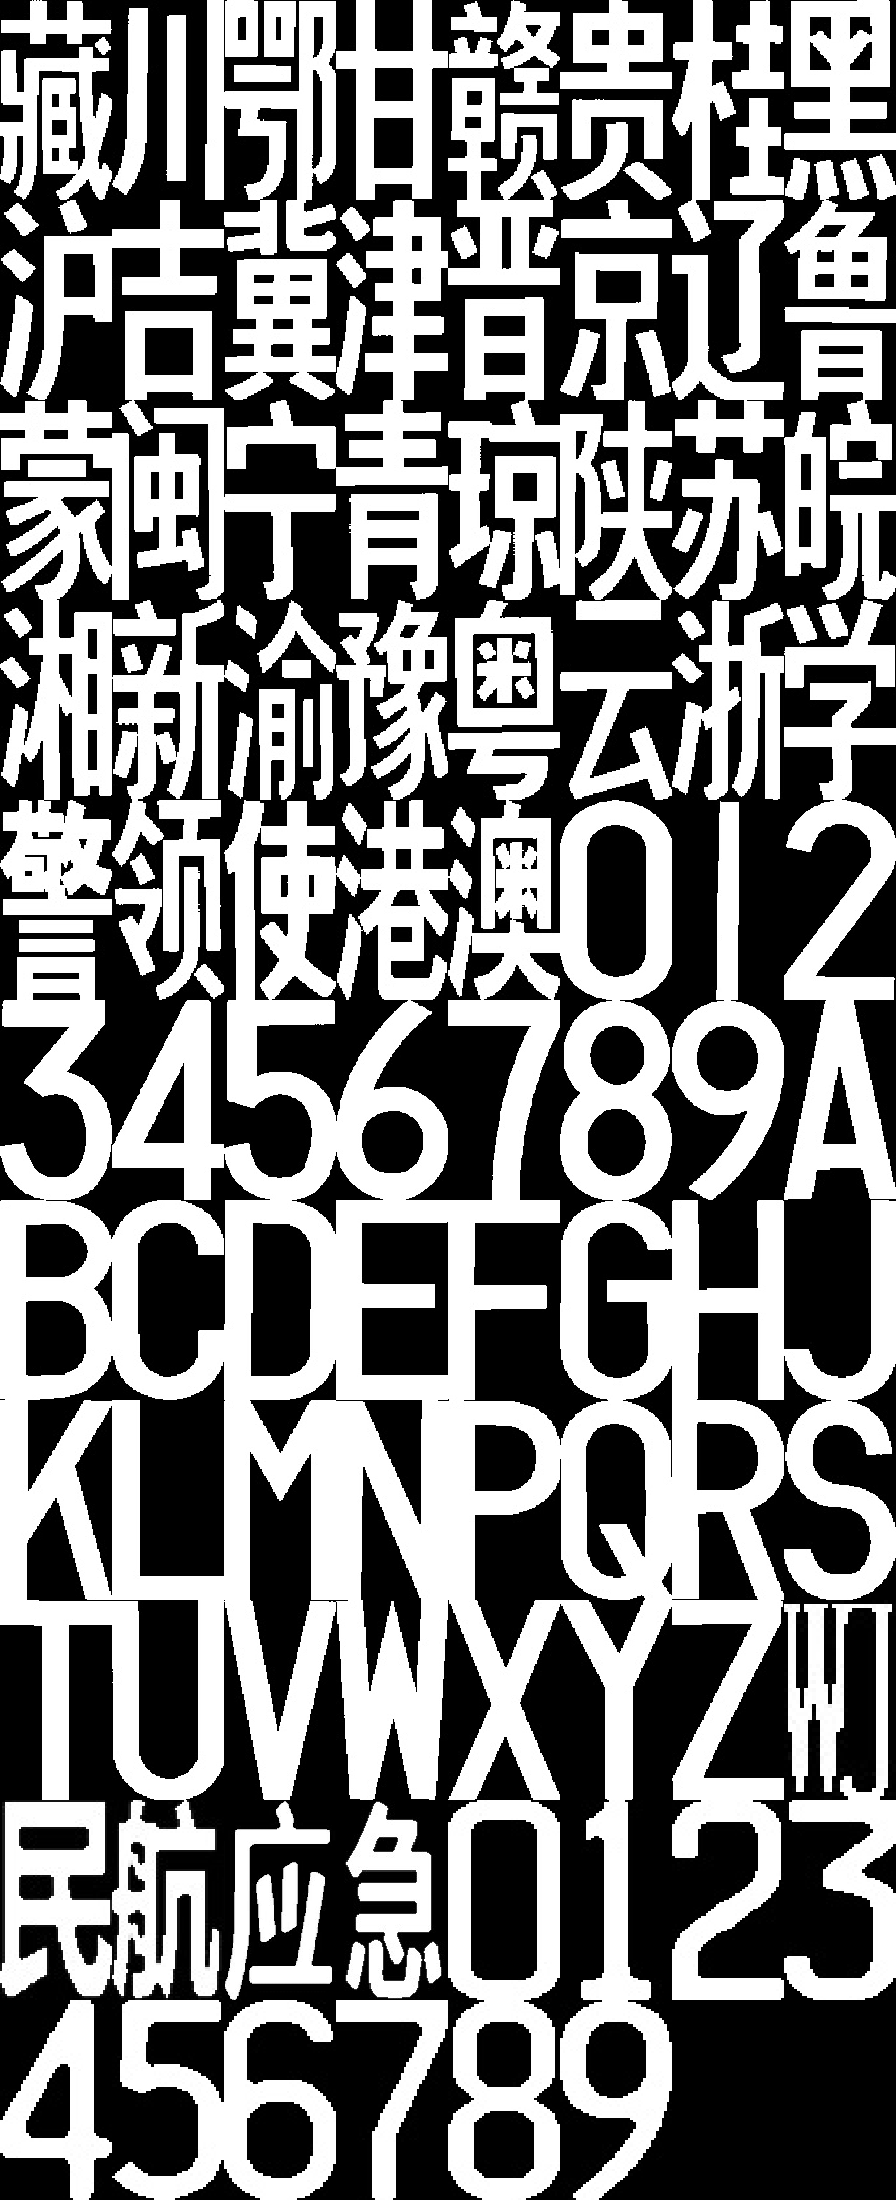 藏川鄂甘赣贵桂黑
沪吉冀津晋京辽鲁
蒙闽宁青琼陕苏皖
湘新渝豫粤云浙学
警领使港澳012
3456789A
BCDEFGHJ
KLMNPQRS
TUVWXYZWJ
民航应急0123
456789